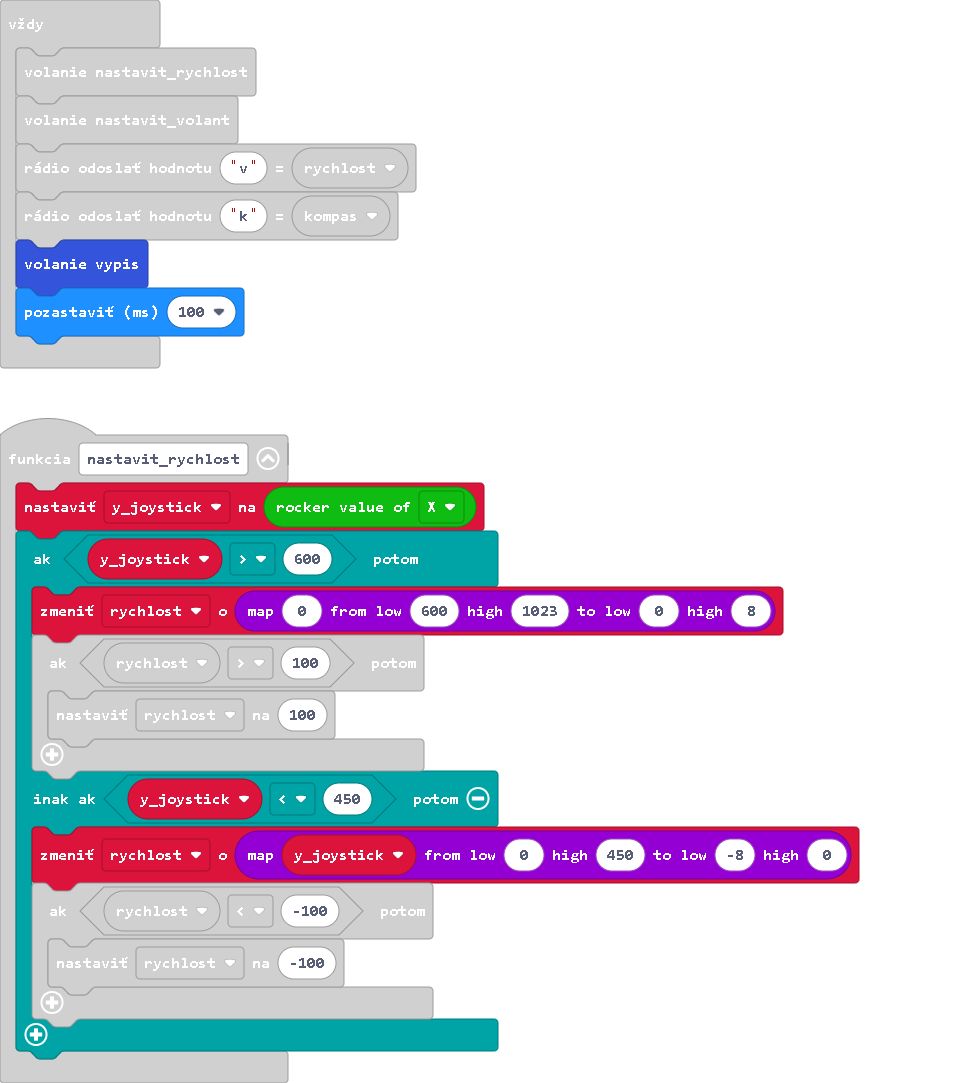 vždy
volanie nastavit_rychlost
volanie nastavit_volant
rádio odoslať hodnotu "v" = rychlost
rádio odoslať hodnotu "k" = kompas
volanie vypis
pozastaviť (ms) 100
funkcia nastavit_rychlost
nastaviť y_joystick na rocker value of X
ak y_joystick > 600 potom
zmeniť rychlost o map 0 from low 600 high 1023 to low 0 high 8
ak rychlost > 100 potom
nastaviť rychlost na 100
inak ak y_joystick < 450 potom
zmeniť rychlost o map y_joystick from low 0 high 450 to low -8 high 0
ak rychlost < -100 potom
nastaviť rychlost na -100